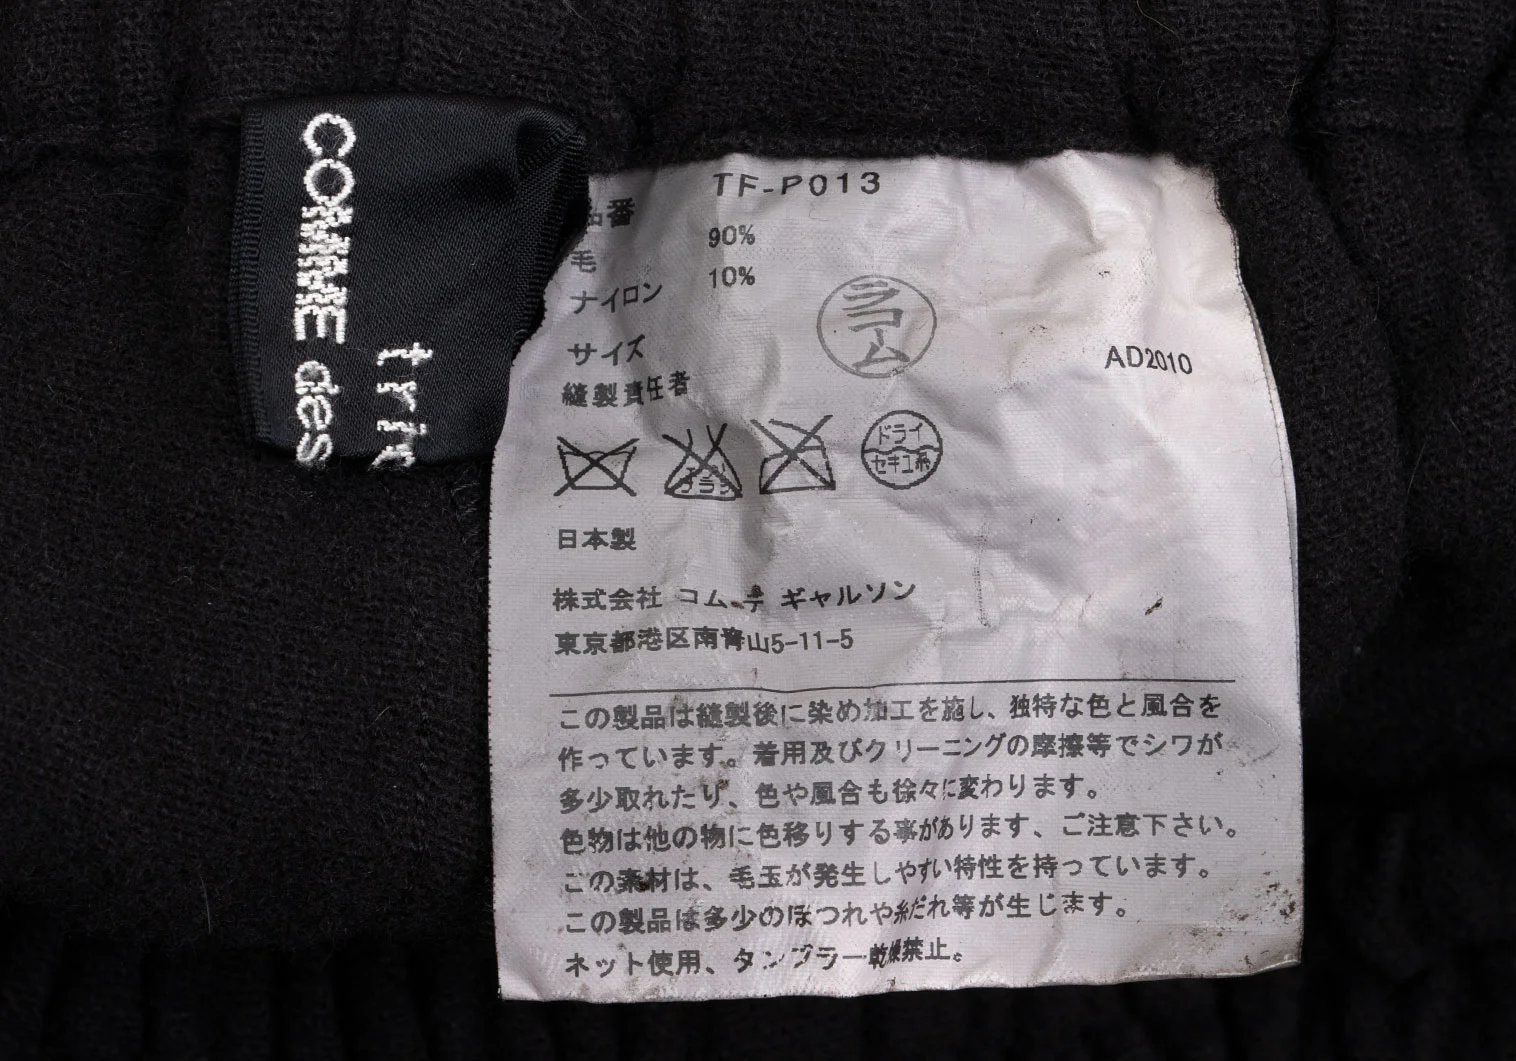 COMME des
tric
TF-P013
品番
毛 90%
ナイロン 10%
サイズ
ラコーム
AD2010
縫製責任者
エンソ
サラシ
ドライ
セキユ系
日本製
株式会社 コム デ ギャルソン
東京都港区南青山5-11-5
この製品は縫製後に染め加工を施し、独特な色と風合を
作っています。着用及びクリーニングの摩擦等でシワが
多少取れたり、色や風合も徐々に変わります。
色物は他の物に色移りする事があります、ご注意下さい。
この素材は、毛玉が発生しやすい特性を持っています。
この製品は多少のほつれや糸だれ等が生じます。
ネット使用、タンブラー乾燥禁止。